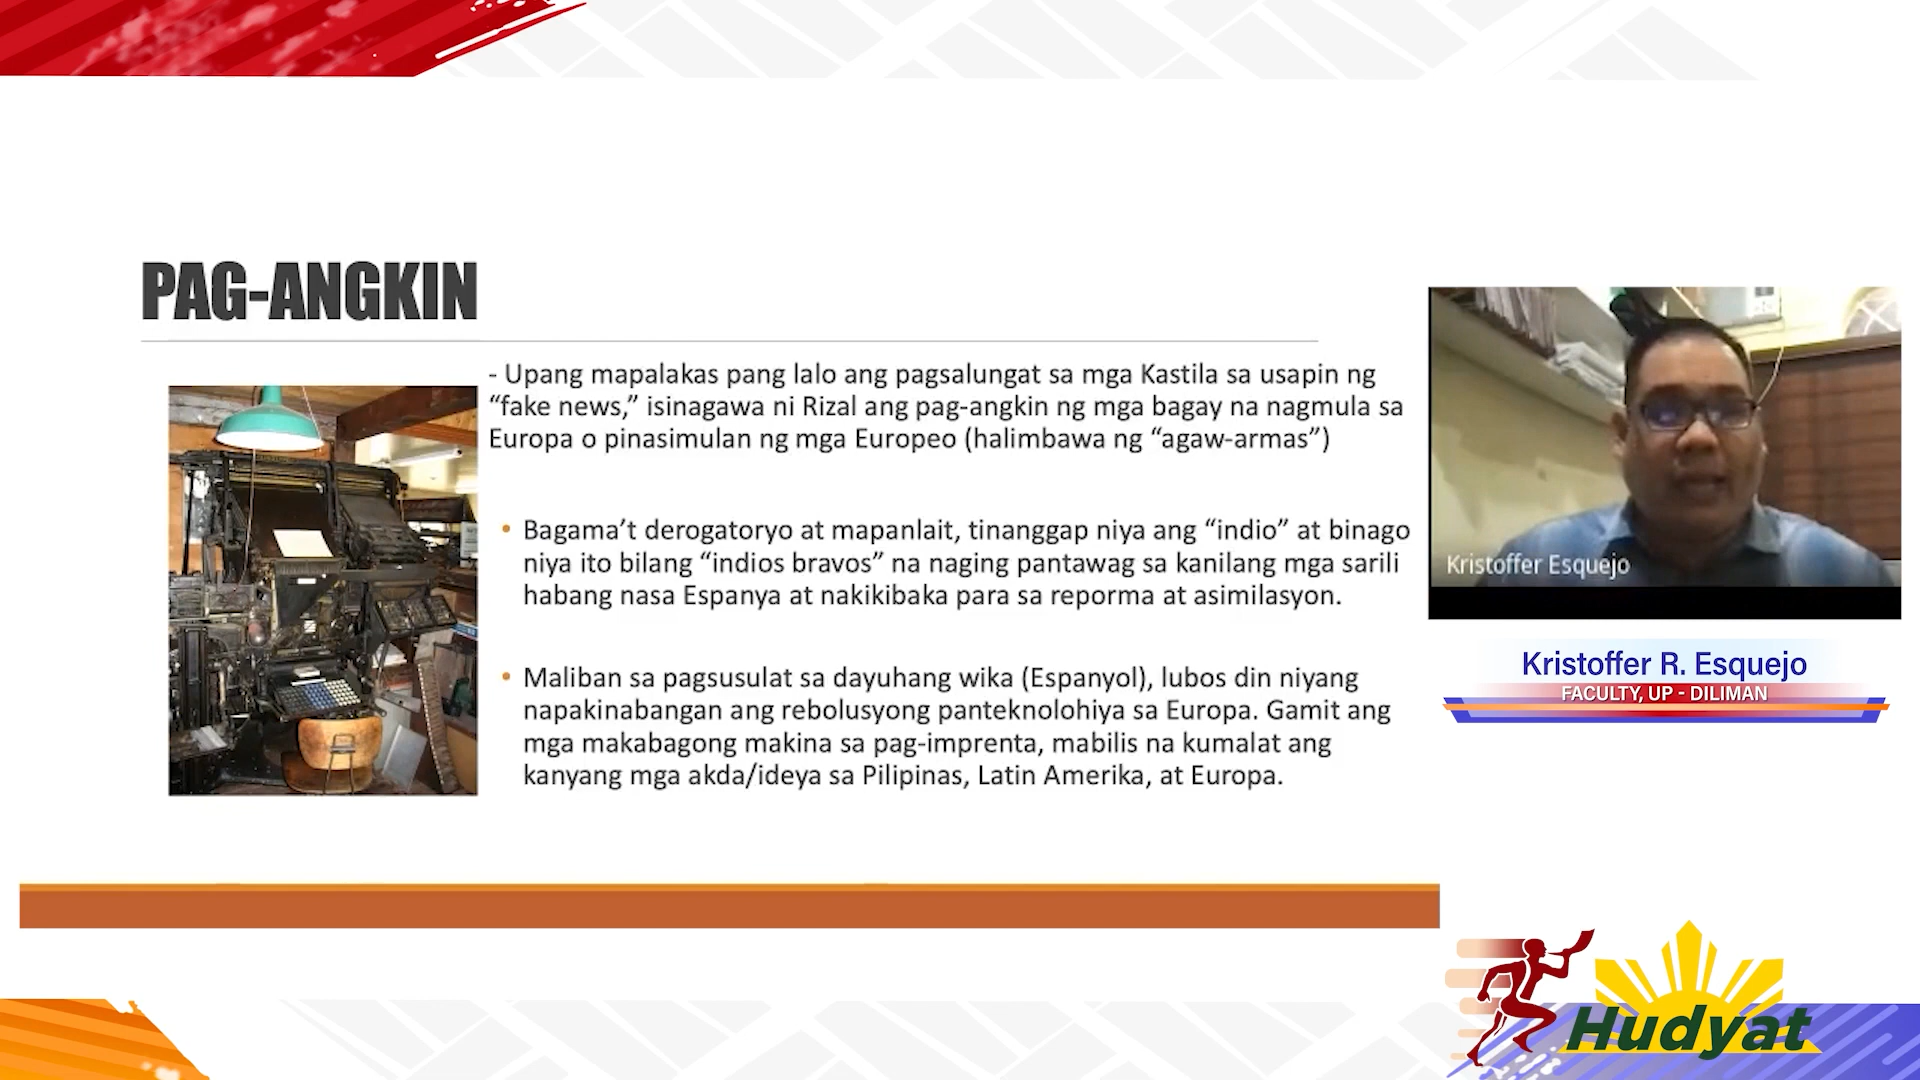 PAG-ANGKIN
- Upang mapalakas pang lalo ang pagsalungat sa mga Kastila sa usapin ng
“fake news,” isinagawa ni Rizal ang pag-angkin ng mga bagay na nagmula sa
Europa o pinasimulan ng mga Europeo (halimbawa ng “agaw-armas”)
• Bagama’t derogatoryo at mapanlait, tinanggap niya ang “indio” at binago
niya ito bilang “indios bravos” na naging pantawag sa kanilang mga sarili
habang nasa Espanya at nakikibaka para sa reporma at asimilasyon.
• Maliban sa pagsusulat sa dayuhang wika (Espanyol), lubos din niyang
napakinabangan ang rebolusyong panteknolohiya sa Europa. Gamit ang
mga makabagong makina sa pag-imprenta, mabilis na kumalat ang
kanyang mga akda/ideya sa Pilipinas, Latin Amerika, at Europa.
Kristoffer Esquejo
Kristoffer R. Esquejo
FACULTY, UP - DILIMAN
Hudyat